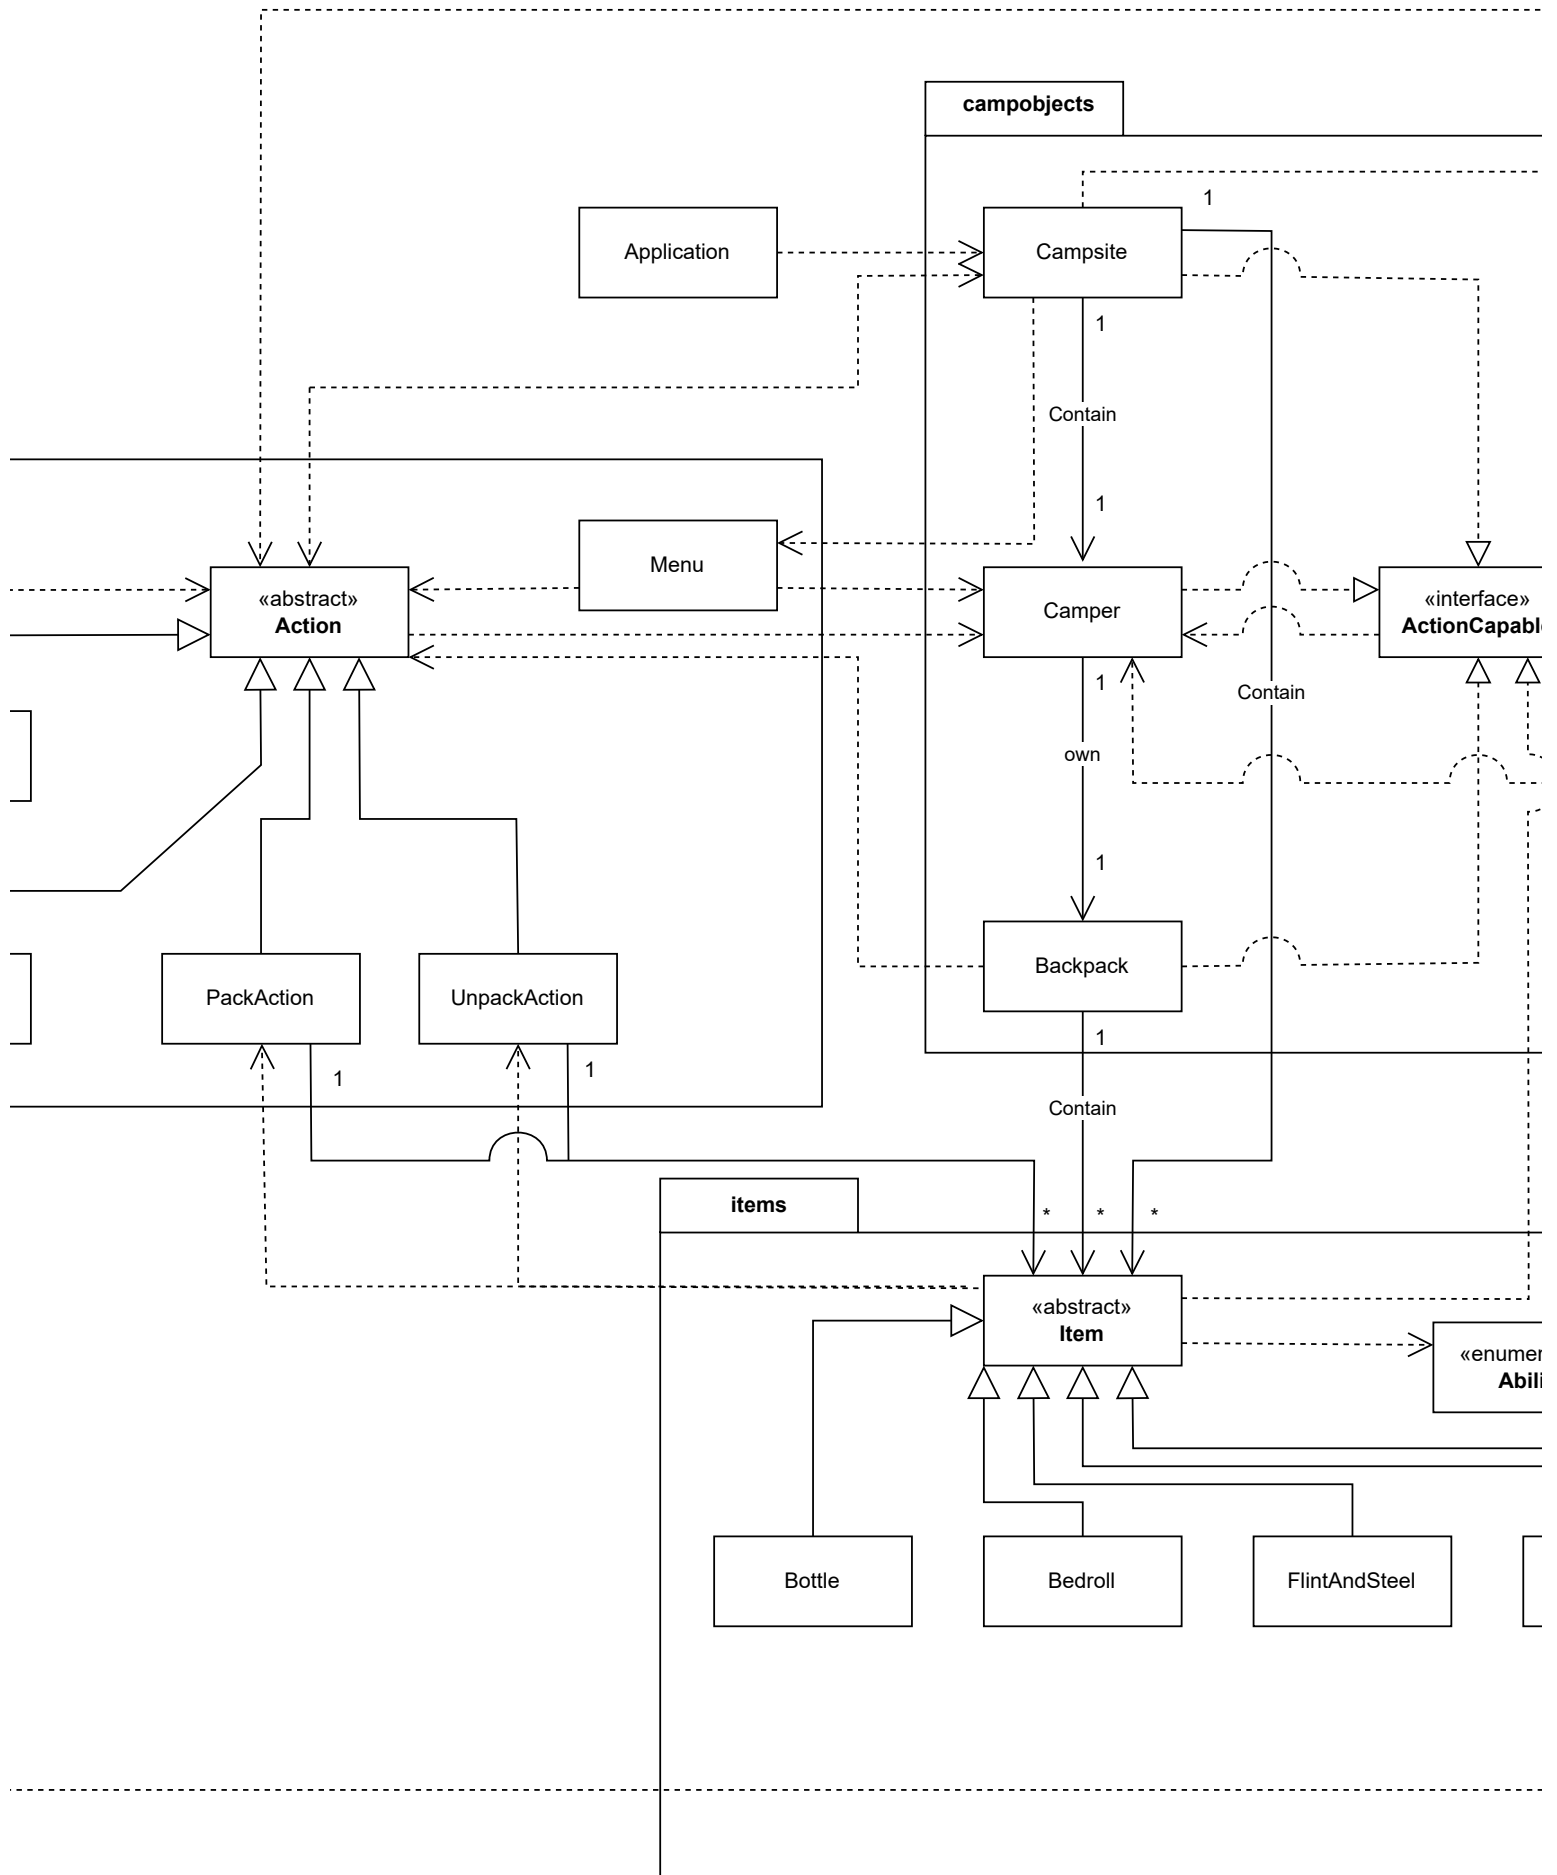 campobjects
1
Application
Campsite
1
Contain
1
Menu
«abstract»
Action
Camper
«interface»
1
Contain
own
1
PackAction
UnpackAction
Backpack
1
1
1
Contain
items
*
*
*
«abstract»
Item
Bottle
Bedroll
FlintAndSteel